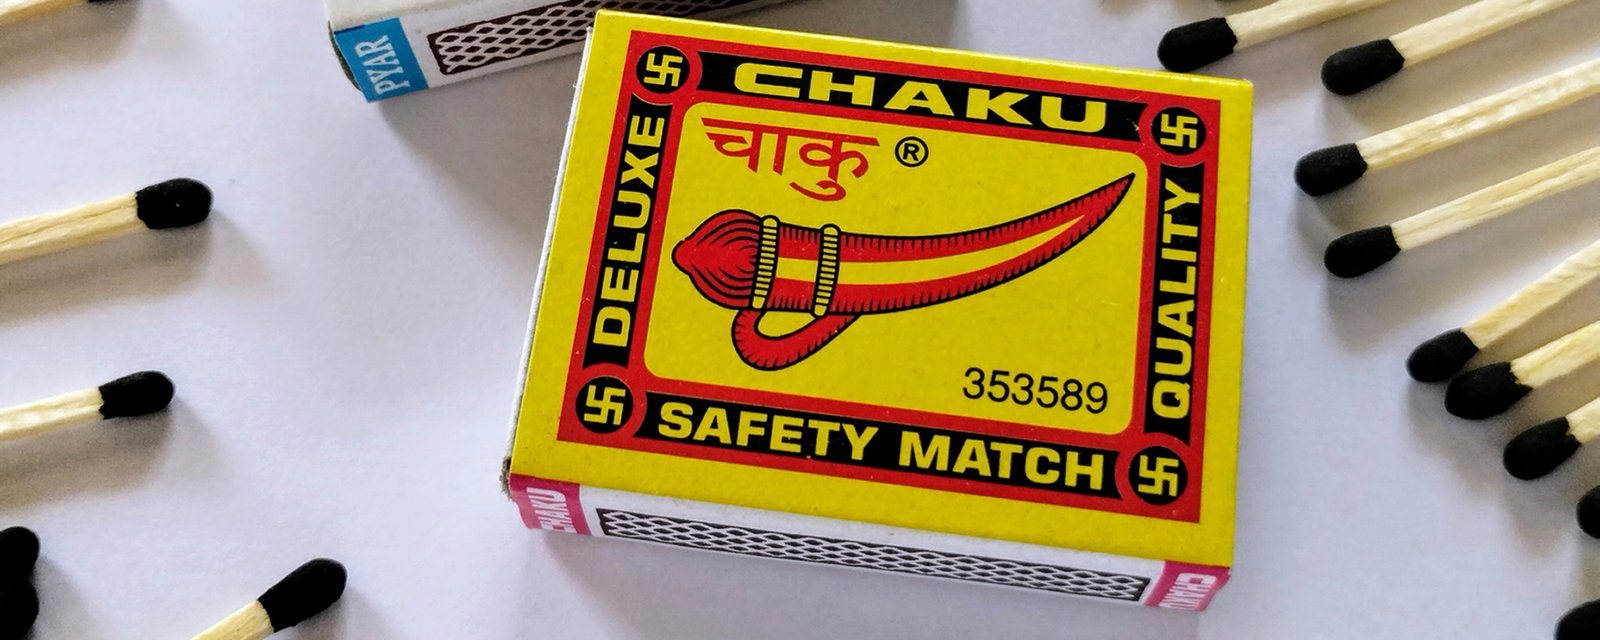 PYAR
CHAKU
चाकु ®
DELUXE
QUALITY
353589
SAFETY MATCH
CHAKU
CHAKU